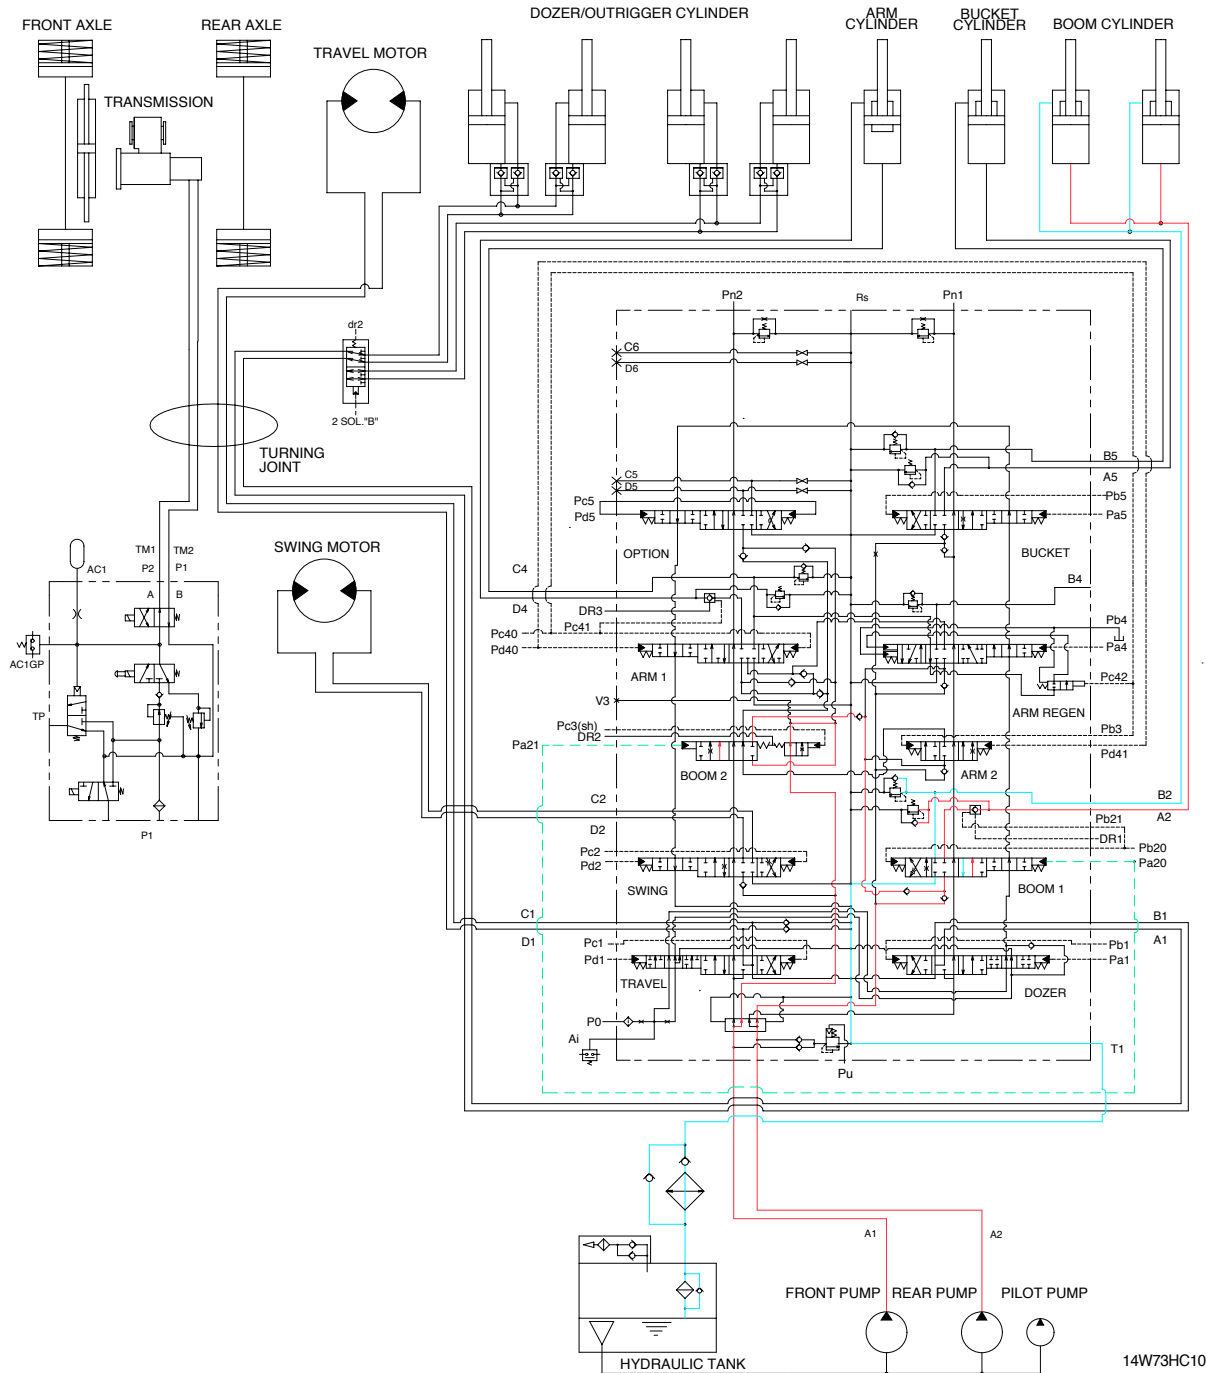 FRONT AXLE
REAR AXLE
DOZER/OUTRIGGER CYLINDER
ARM
CYLINDER
BUCKET
CYLINDER
BOOM CYLINDER
TRAVEL MOTOR
TRANSMISSION
Pn2
Rs
Pn1
dr2
2 SOL."B"
C6
D6
TURNING
JOINT
B5
A5
C5
D5
Pc5
Pd5
Pb5
Pa5
OPTION
BUCKET
SWING MOTOR
TM1
TM2
P2
P1
A
B
AC1
AC1GP
TP
P1
C4
D4
B4
DR3
Pc41
Pc40
Pd40
Pb4
Pa4
ARM 1
Pc42
ARM REGEN
V3
Pc3(sh)
DR2
Pb3
Pa21
Pd41
BOOM 2
ARM 2
C2
B2
A2
D2
Pb21
DR1
Pc2
Pd2
Pb20
Pa20
SWING
BOOM 1
C1
B1
D1
A1
Pc1
Pd1
Pb1
Pa1
TRAVEL
DOZER
P0
Ai
T1
Pu
A1
A2
FRONT PUMP
REAR PUMP
PILOT PUMP
HYDRAULIC TANK
14W73HC10